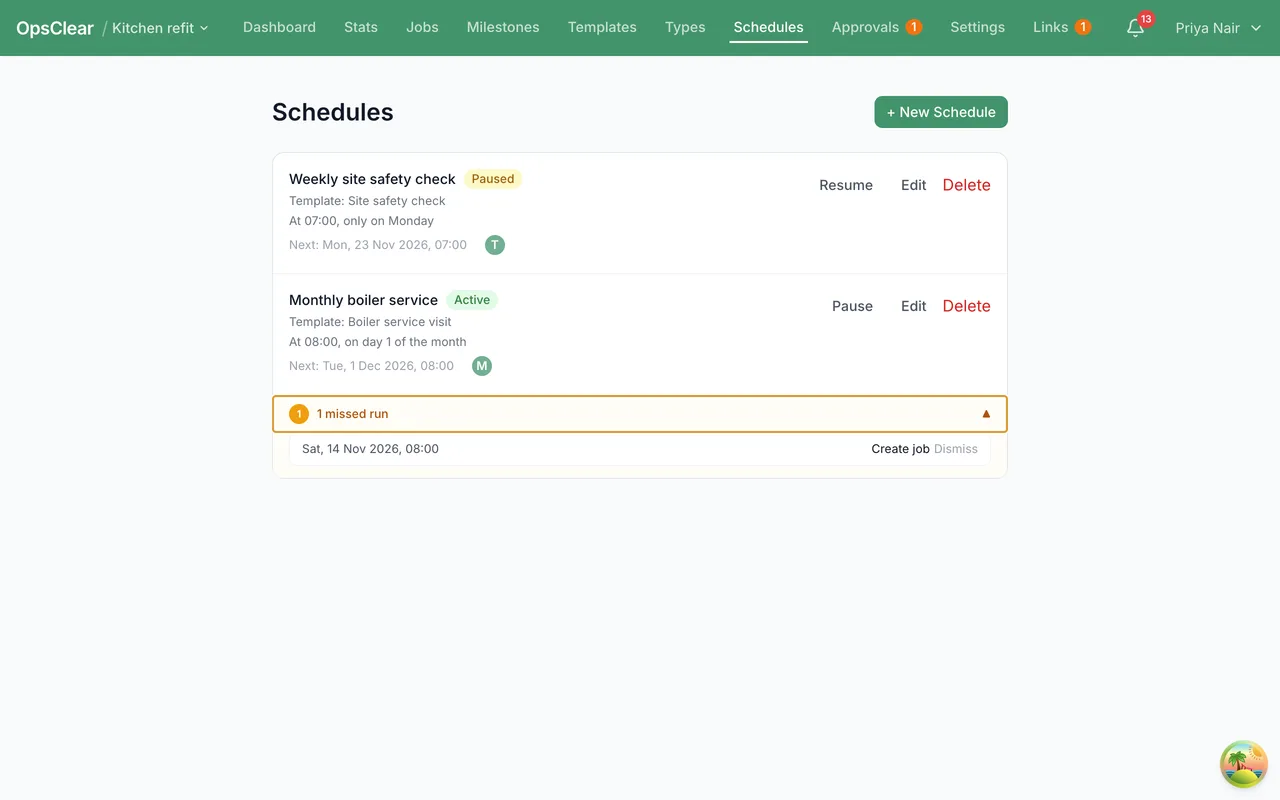 OpsClear / Kitchen refit Dashboard Stats Jobs Milestones Templates Types Schedules Approvals 1 Settings Links 1 13 Priya Nair
Schedules + New Schedule
Weekly site safety check Paused Resume Edit Delete
Template: Site safety check
At 07:00, only on Monday
Next: Mon, 23 Nov 2026, 07:00 T
Monthly boiler service Active Pause Edit Delete
Template: Boiler service visit
At 08:00, on day 1 of the month
Next: Tue, 1 Dec 2026, 08:00 M
1 1 missed run ▲
Sat, 14 Nov 2026, 08:00 Create job Dismiss